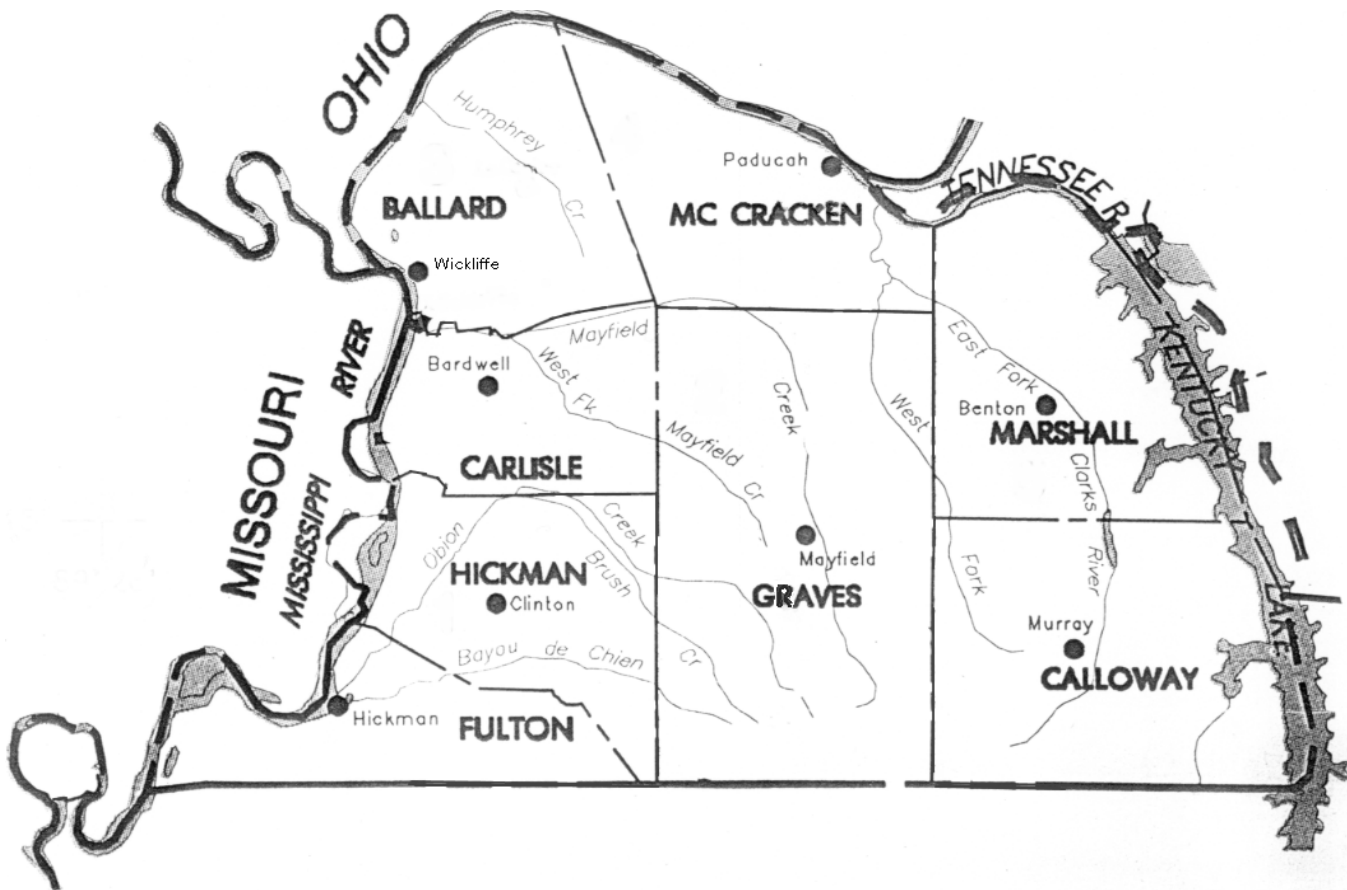 OHIO
Humphrey
Cr
Paducah
TENNESSEE R
BALLARD
MC CRACKEN
Wickliffe
MISSOURI
RIVER
MISSISSIPPI
Mayfield
Creek
Bardwell
West
Fk
Mayfield
Cr
East
Fork
Clarks
River
West
Fork
Benton
MARSHALL
KENTUCKY
LAKE
CARLISLE
Obion
Creek
Brush
Cr
HICKMAN
Clinton
Mayfield
GRAVES
Murray
CALLOWAY
Bayou de Chien
Hickman
FULTON